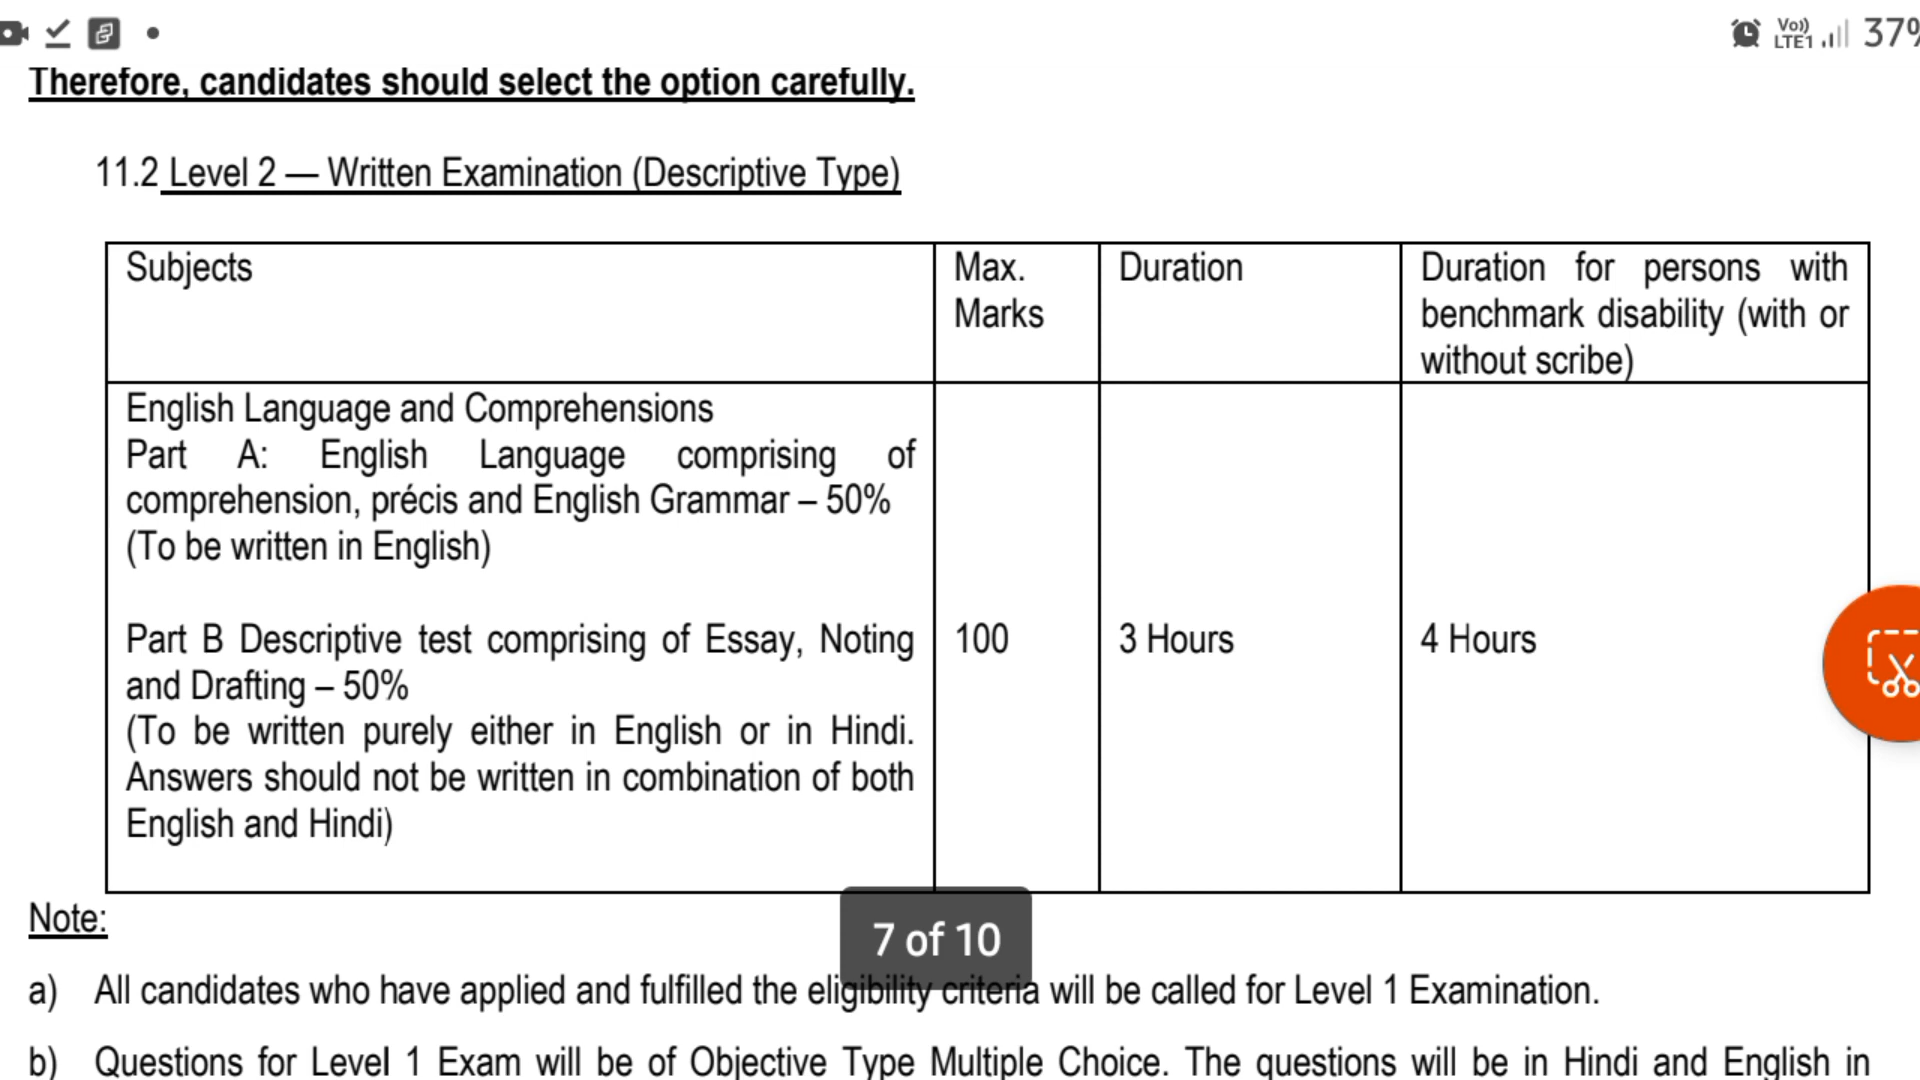 Vo)) LTE1 37%
Therefore, candidates should select the option carefully.
11.2 Level 2 — Written Examination (Descriptive Type)
Subjects
Max.
Marks
Duration
Duration for persons with
benchmark disability (with or
without scribe)
English Language and Comprehensions
Part A: English Language comprising of
comprehension, précis and English Grammar – 50%
(To be written in English)
Part B Descriptive test comprising of Essay, Noting
and Drafting – 50%
(To be written purely either in English or in Hindi.
Answers should not be written in combination of both
English and Hindi)
100
3 Hours
4 Hours
Note:
7 of 10
a) All candidates who have applied and fulfilled the eligibility criteria will be called for Level 1 Examination.
b) Questions for Level 1 Exam will be of Objective Type Multiple Choice. The questions will be in Hindi and English in